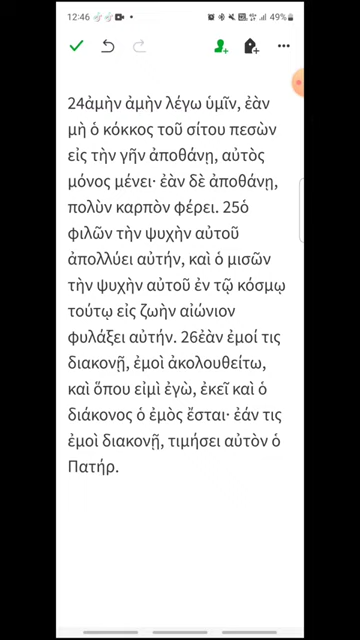 12:46
49%
24ἀμὴν ἀμὴν λέγω ὑμῖν, ἐὰν
μὴ ὁ κόκκος τοῦ σίτου πεσὼν
εἰς τὴν γῆν ἀποθάνῃ, αὐτὸς
μόνος μένει· ἐὰν δὲ ἀποθάνῃ,
πολὺν καρπὸν φέρει. 25ὁ
φιλῶν τὴν ψυχὴν αὐτοῦ
ἀπολλύει αὐτήν, καὶ ὁ μισῶν
τὴν ψυχὴν αὐτοῦ ἐν τῷ κόσμῳ
τούτῳ εἰς ζωὴν αἰώνιον
φυλάξει αὐτήν. 26ἐὰν ἐμοί τις
διακονῇ, ἐμοὶ ἀκολουθείτω,
καὶ ὅπου εἰμὶ ἐγὼ, ἐκεῖ καὶ ὁ
διάκονος ὁ ἐμὸς ἔσται· ἐάν τις
ἐμοὶ διακονῇ, τιμήσει αὐτὸν ὁ
Πατήρ.